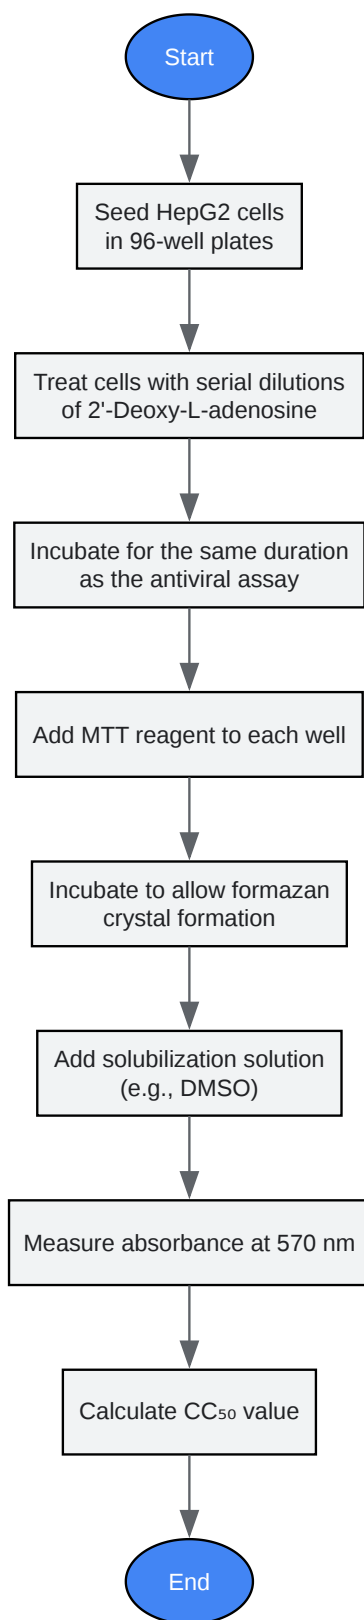 Start
Seed HepG2 cells
in 96-well plates
Treat cells with serial dilutions
of 2'-Deoxy-L-adenosine
Incubate for the same duration
as the antiviral assay
Add MTT reagent to each well
Incubate to allow formazan
crystal formation
Add solubilization solution
(e.g., DMSO)
Measure absorbance at 570 nm
Calculate CC₅₀ value
End